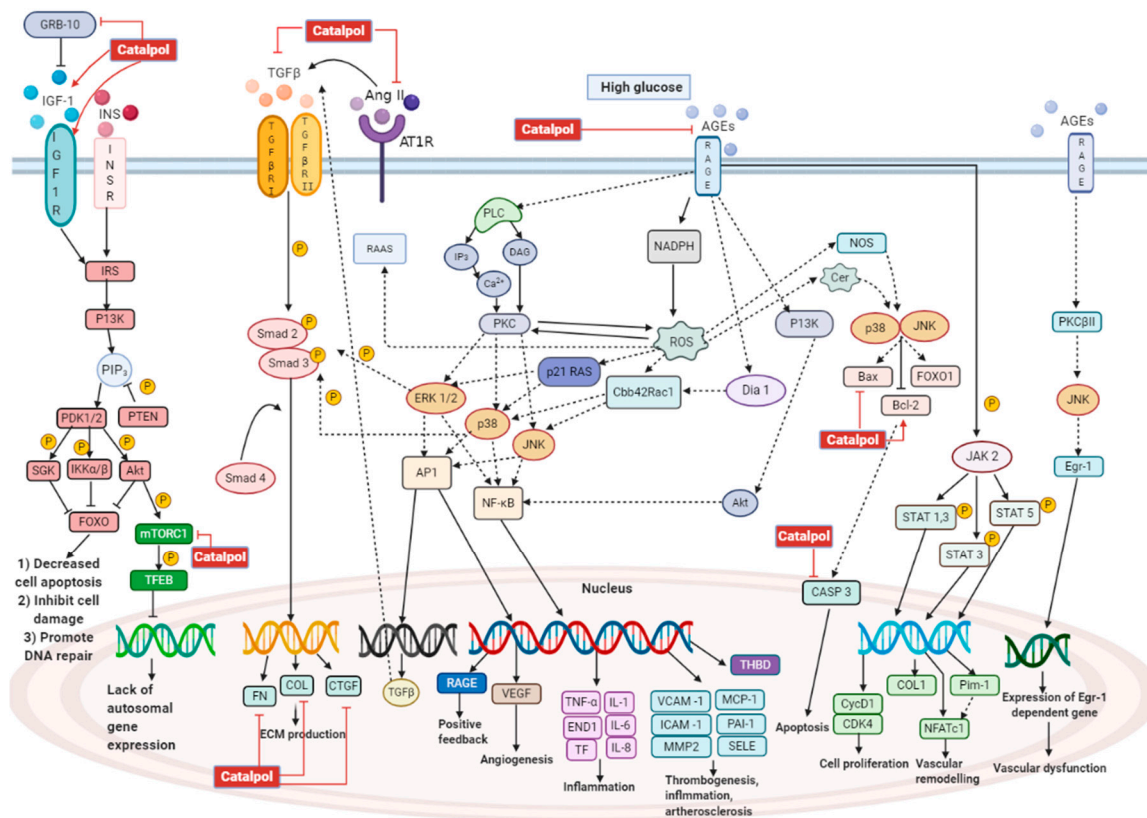 GRB-10
Catalpol
IGF-1
INS
I
G
F
1
R
I
N
S
R
IRS
P13K
PIP₃
P
PTEN
PDK1/2
P
P
P
SGK
IKKα/β
Akt
P
FOXO
mTORC1
Catalpol
P
TFEB
1) Decreased
cell apoptosis
2) Inhibit cell
damage
3) Promote
DNA repair
Lack of
autosomal
gene
expression
Catalpol
TGFβ
Ang II
AT1R
T
G
F
β
R
I
T
G
F
β
R
II
P
Smad 2
P
Smad 3
P
P
Smad 4
FN
COL
CTGF
ECM production
Catalpol
High glucose
Catalpol
AGEs
R
A
G
E
PLC
IP₃
DAG
Ca²⁺
PKC
RAAS
NADPH
ROS
NOS
Cer
P13K
p38
JNK
p21 RAS
Cbb42Rac1
Dia 1
ERK 1/2
p38
JNK
AP1
NF-κB
Akt
Bax
FOXO1
Bcl-2
Catalpol
Catalpol
CASP 3
Apoptosis
Nucleus
TGFβ
RAGE
Positive
feedback
VEGF
Angiogenesis
TNF-α
IL-1
END1
IL-6
TF
IL-8
Inflammation
VCAM -1
MCP-1
ICAM -1
PAI-1
MMP2
SELE
Thrombogenesis,
inflmmation,
artherosclerosis
THBD
P
JAK 2
STAT 1,3
P
STAT 5
P
STAT 3
P
CycD1
CDK4
Cell proliferation
COL1
Pim-1
NFATc1
Vascular
remodelling
AGEs
R
A
G
E
PKCβII
JNK
P
Egr-1
Expression of Egr-1
dependent gene
Vascular dysfunction